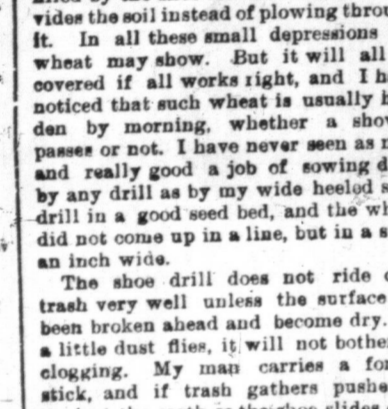 vides the soil instead of plowing throu
it. In all these small depressions
wheat may show. But it will all
covered if all works right, and I h
noticed that such wheat is usually h
den by morning, whether a sho
passes or not. I have never seen as n
and really good a job of sowing d
by any drill as by my wide heeled s
drill in a good seed bed, and the wh
did not come up in a line, but in a s
an inch wide.
The shoe drill does not ride o
trash very well unless the surface
been broken ahead and become dry.
a little dust flies, it will not bothe
clogging. My man carries a for
stick, and if trash gathers pushe